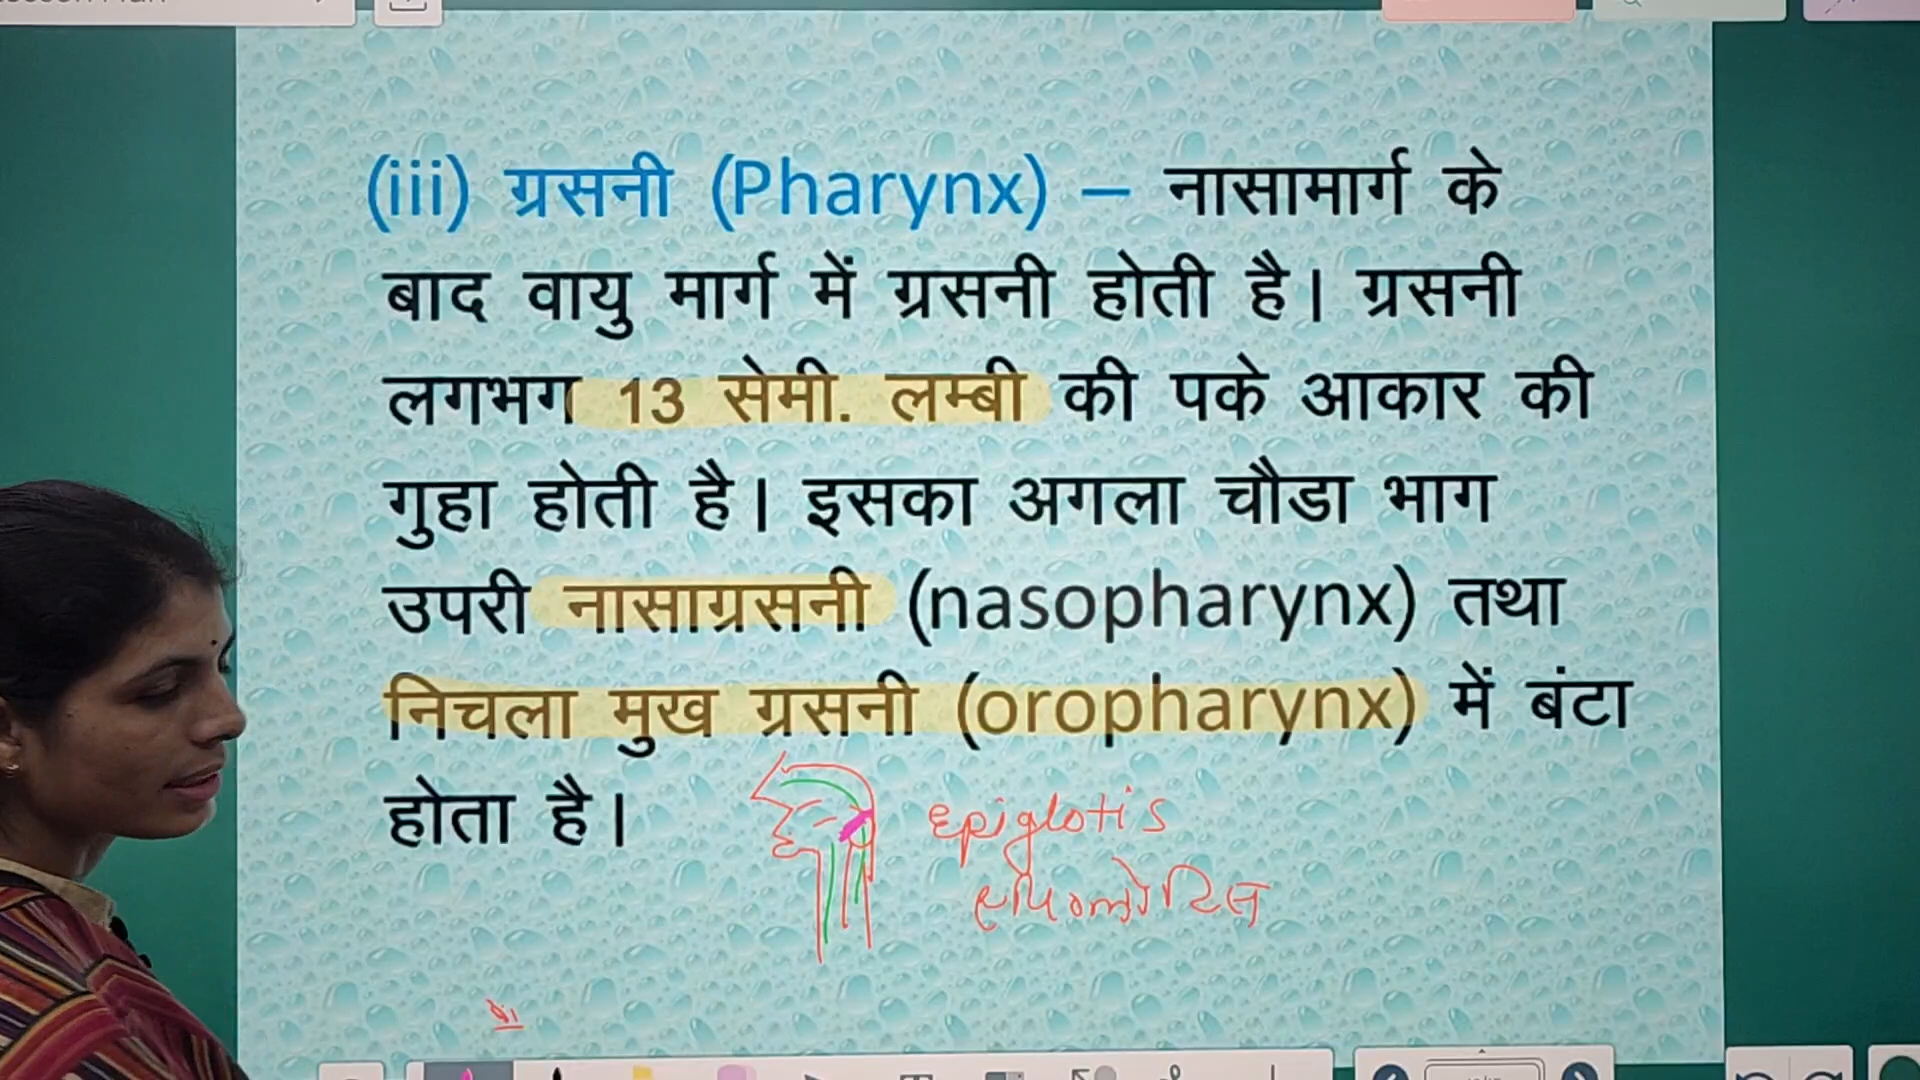 (iii) ग्रसनी (Pharynx) – नासामार्ग के
बाद वायु मार्ग में ग्रसनी होती है। ग्रसनी
लगभग 13 सेमी. लम्बी की पके आकार की
गुहा होती है। इसका अगला चौडा भाग
उपरी नासाग्रसनी (nasopharynx) तथा
निचला मुख ग्रसनी (oropharynx) में बंटा
होता है।
Epiglotis